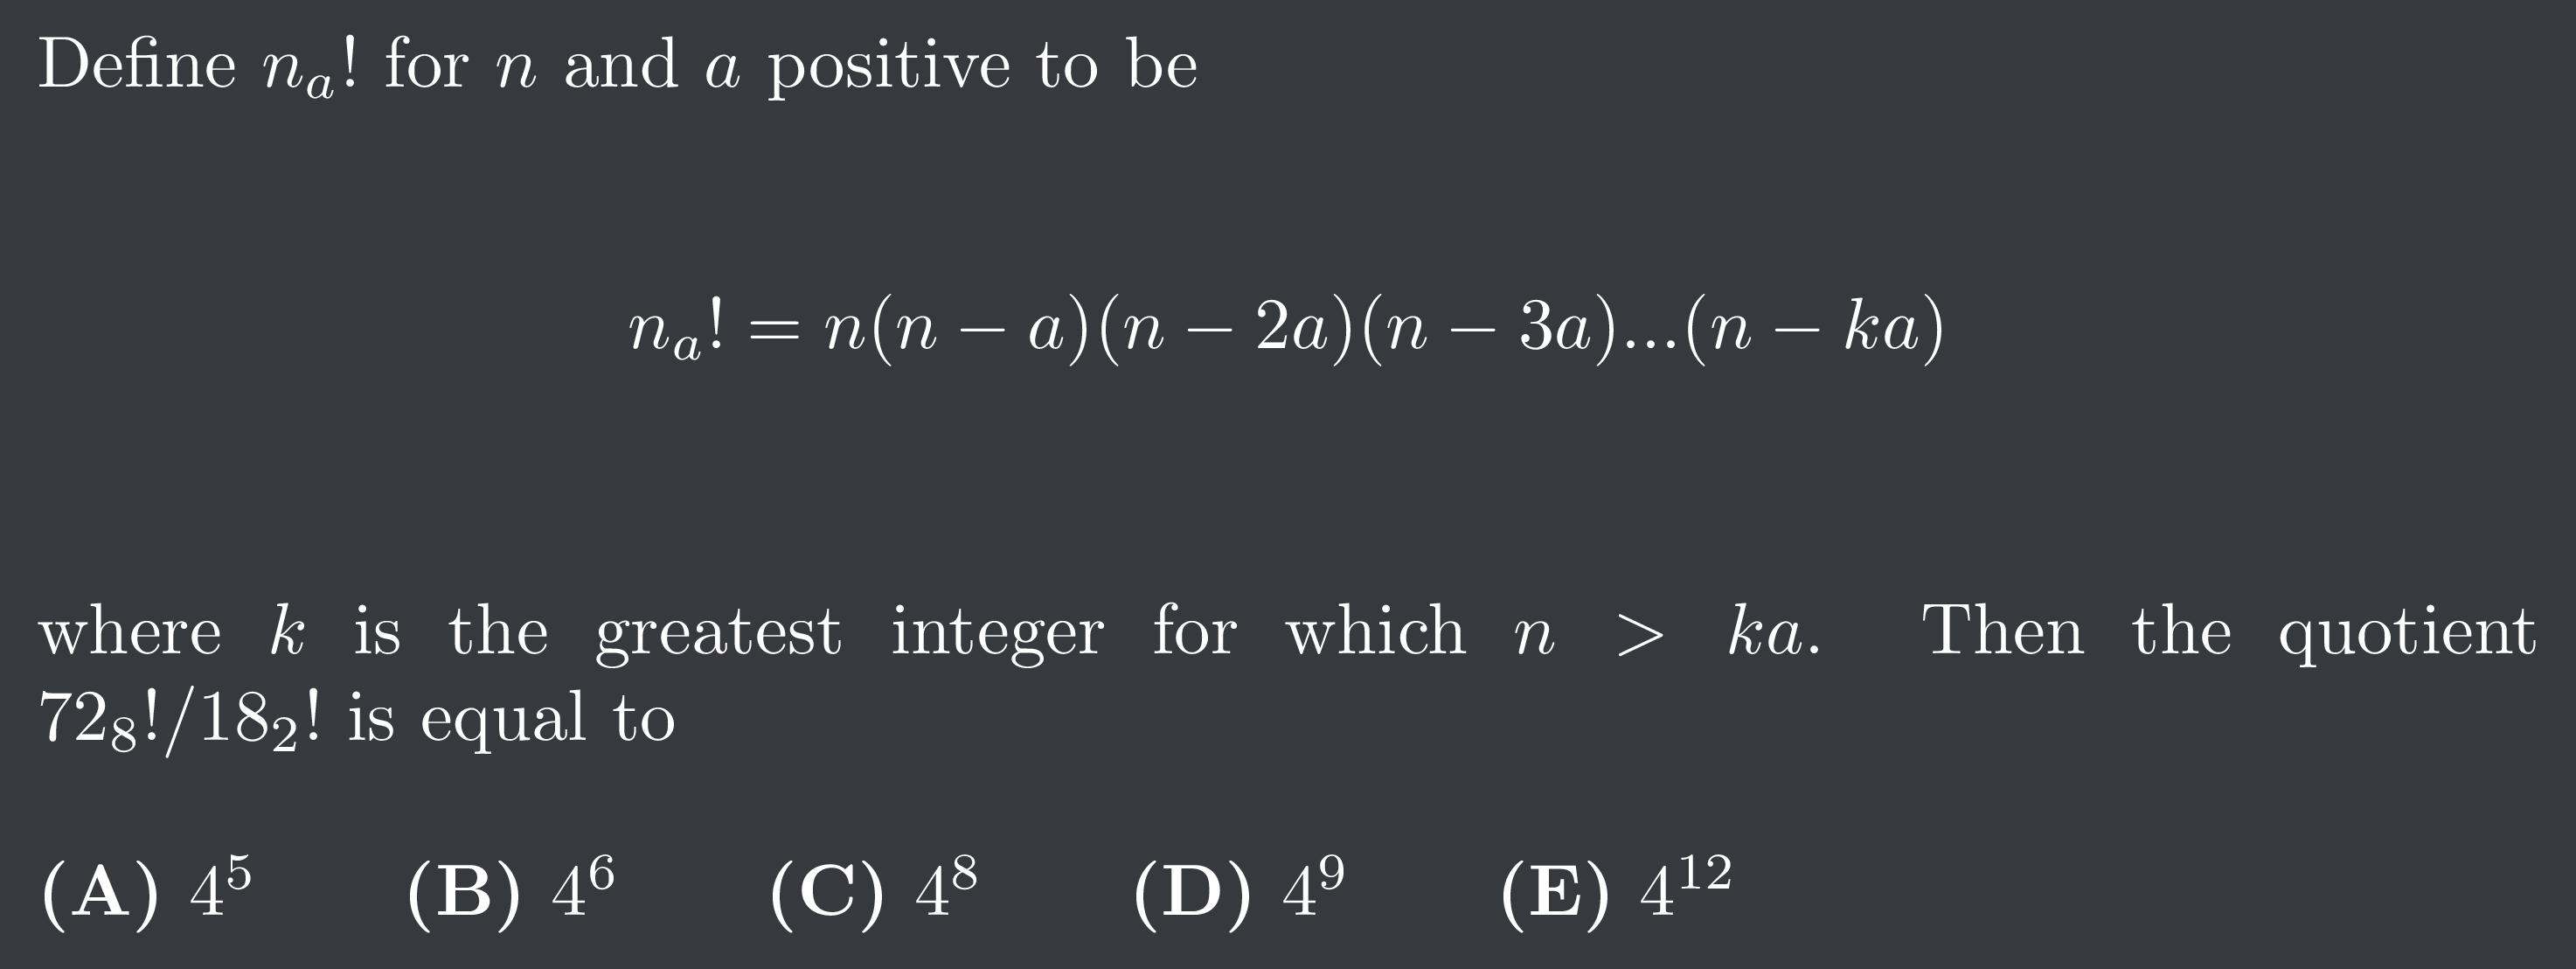 Define $n_a!$ for $n$ and $a$ positive to be
$n_a! = n(n-a)(n-2a)(n-3a)...(n-ka)$
where $k$ is the greatest integer for which $n > ka$. Then the quotient
$72_8!/18_2!$ is equal to
(A) $4^5$ (B) $4^6$ (C) $4^8$ (D) $4^9$ (E) $4^{12}$